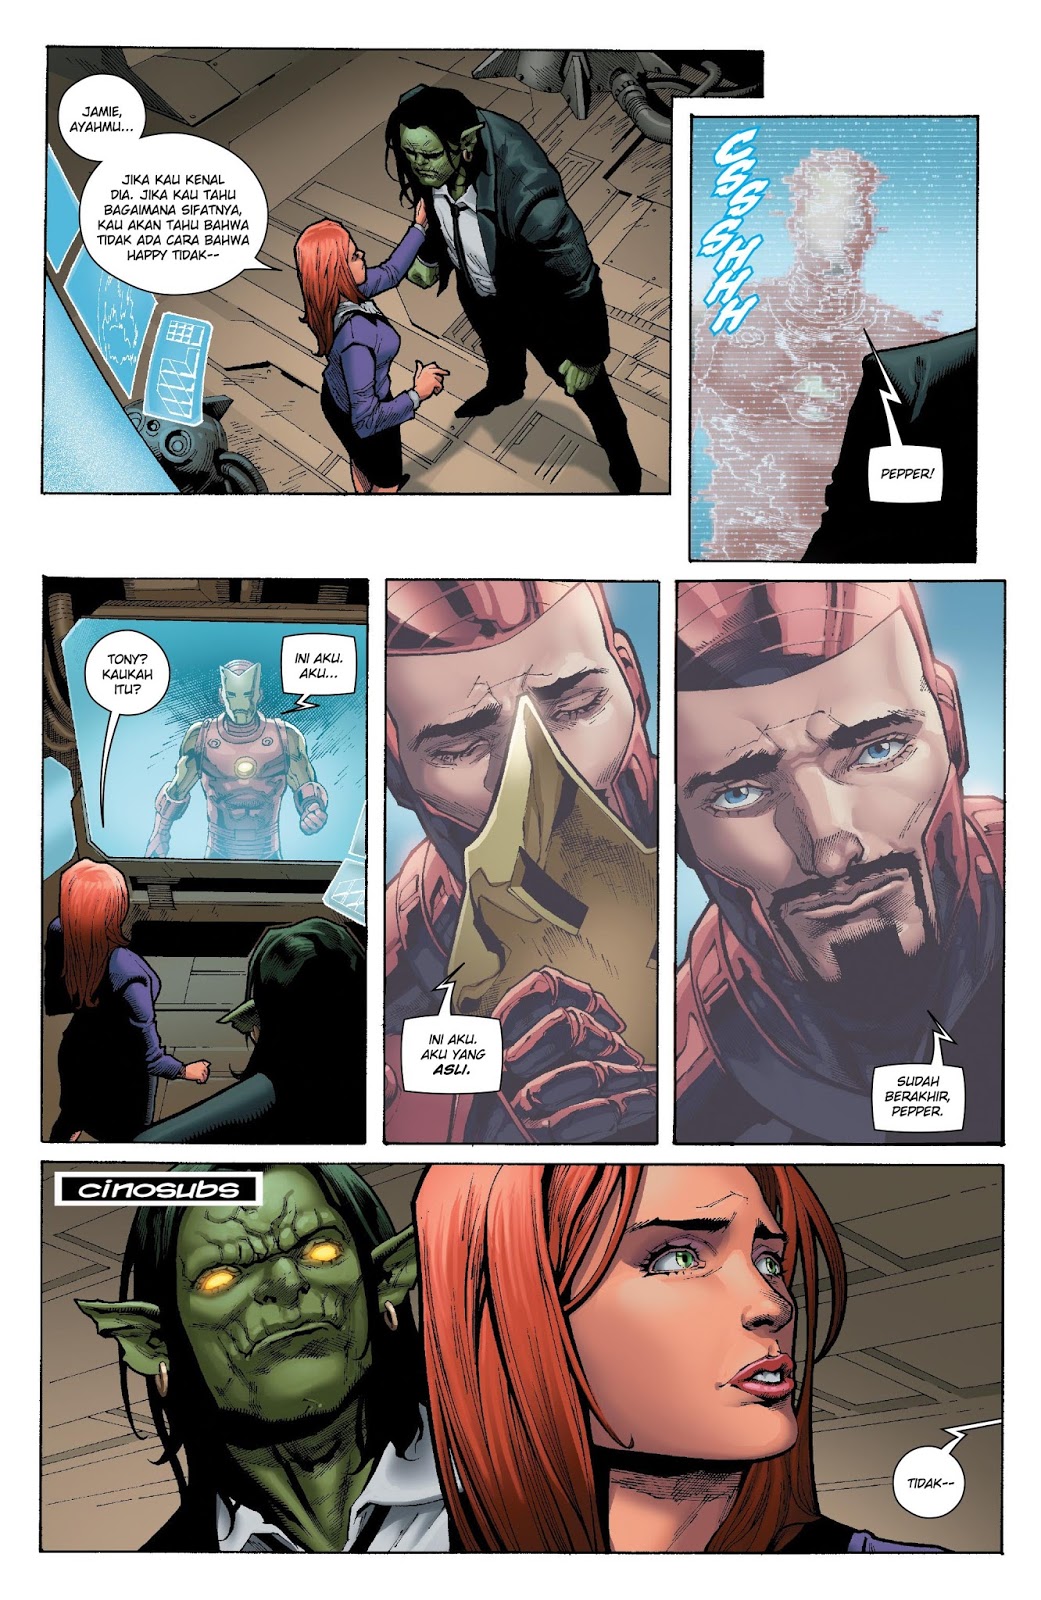 JAMIE,
AYAHMU...
JIKA KAU KENAL
DIA. JIKA KAU TAHU
BAGAIMANA SIFATNYA,
KAU AKAN TAHU BAHWA
TIDAK ADA CARA BAHWA
HAPPY TIDAK--
CSSSHHH
PEPPER!
TONY?
KAUKAH
ITU?
INI AKU.
AKU...
INI AKU.
AKU YANG
ASLI.
SUDAH
BERAKHIR,
PEPPER.
cinosubs
TIDAK--